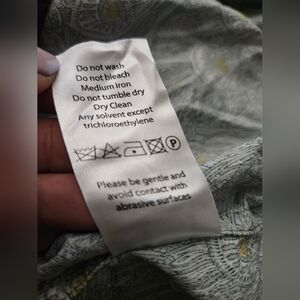 Do not wash
Do not bleach
Medium iron
Do not tumble dry
Dry Clean
Any solvent except
trichloroethylene
P
Please be gentle and
avoid contact with
abrasive surfaces